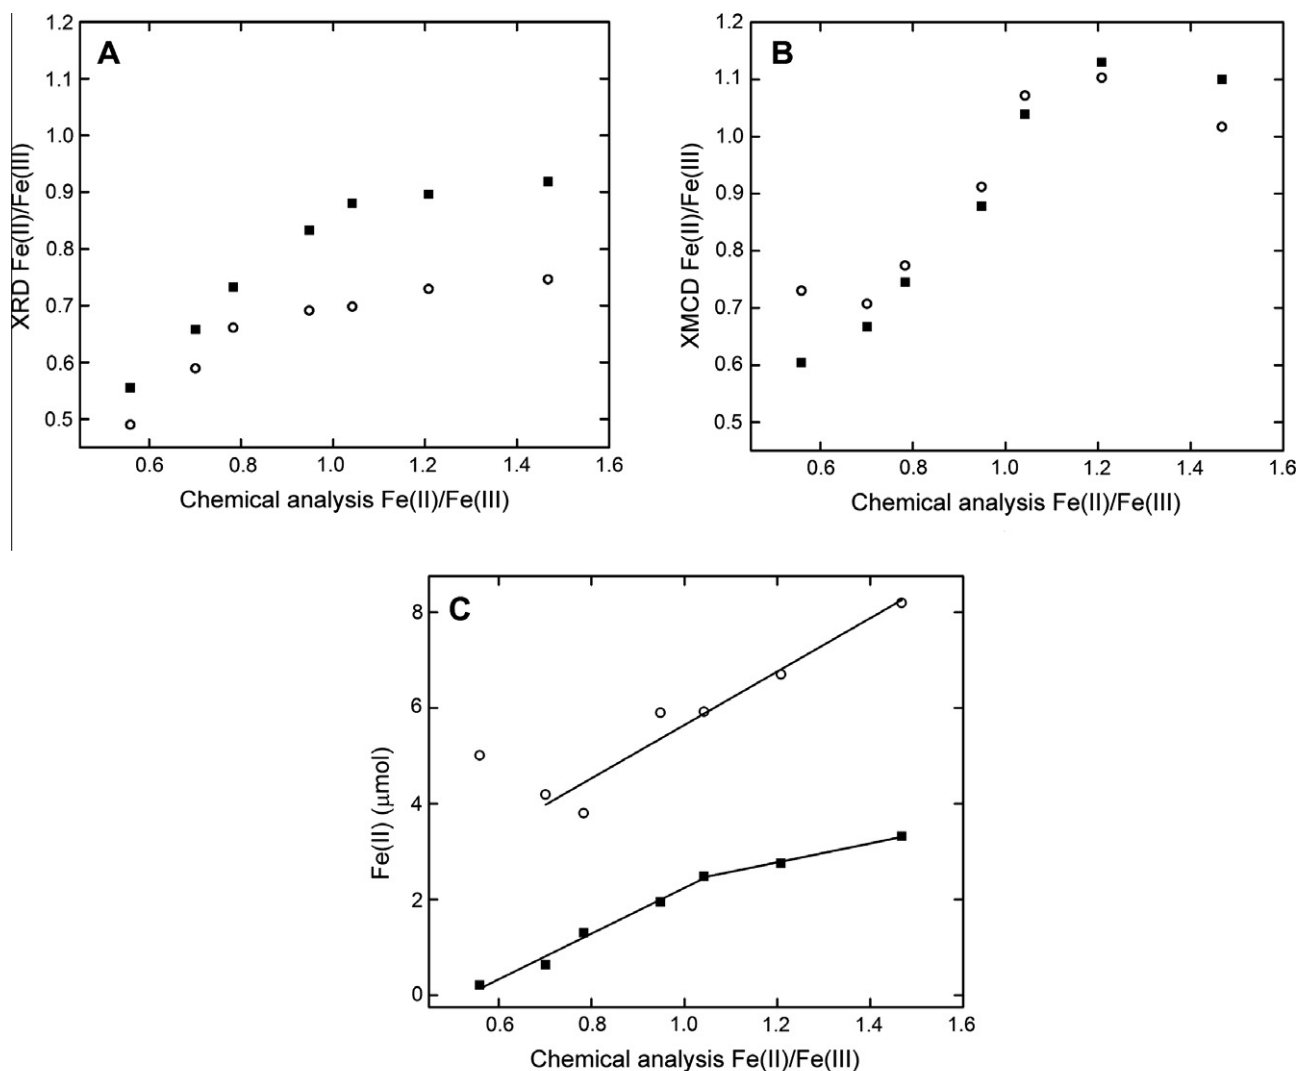 A
1.2
1.1
1.0
0.9
0.8
0.7
0.6
0.5
XRD Fe(II)/Fe(III)
0.6 0.8 1.0 1.2 1.4 1.6
Chemical analysis Fe(II)/Fe(III)
B
1.2
1.1
1.0
0.9
0.8
0.7
0.6
0.5
XMCD Fe(II)/Fe(III)
0.6 0.8 1.0 1.2 1.4 1.6
Chemical analysis Fe(II)/Fe(III)
C
8
6
4
2
0
Fe(II) (μmol)
0.6 0.8 1.0 1.2 1.4 1.6
Chemical analysis Fe(II)/Fe(III)